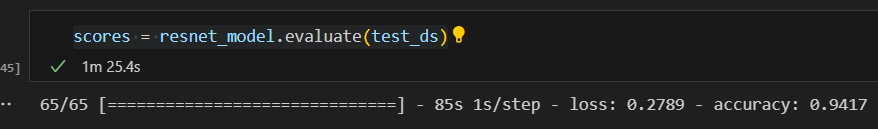 scores = resnet_model.evaluate(test_ds)
45]
1m 25.4s
65/65 [==============================] - 85s 1s/step - loss: 0.2789 - accuracy: 0.9417